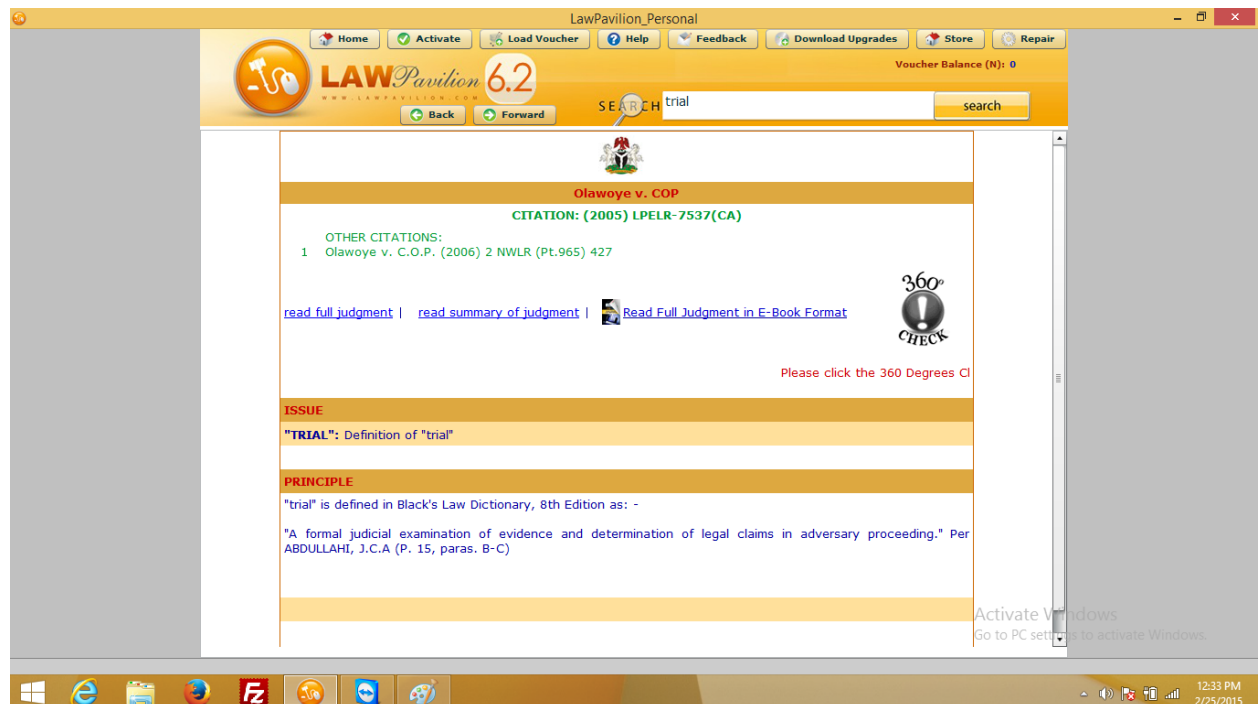 LawPavilion_Personal
Home Activate Load Voucher Help Feedback Download Upgrades Store Repair
Voucher Balance (N): 0
LAWPavilion 6.2
WWW.LAWPAVILION.COM
SEARCH trial search
Back Forward
Olawoye v. COP
CITATION: (2005) LPELR-7537(CA)
OTHER CITATIONS:
1 Olawoye v. C.O.P. (2006) 2 NWLR (Pt.965) 427
360°
CHECK
read full judgment | read summary of judgment | Read Full Judgment in E-Book Format
Please click the 360 Degrees Cl
ISSUE
"TRIAL": Definition of "trial"
PRINCIPLE
"trial" is defined in Black's Law Dictionary, 8th Edition as: -
"A formal judicial examination of evidence and determination of legal claims in adversary proceeding." Per
ABDULLAHI, J.C.A (P. 15, paras. B-C)
Activate Windows
Go to PC settings to activate Windows.
Fz
12:33 PM
2/25/2015